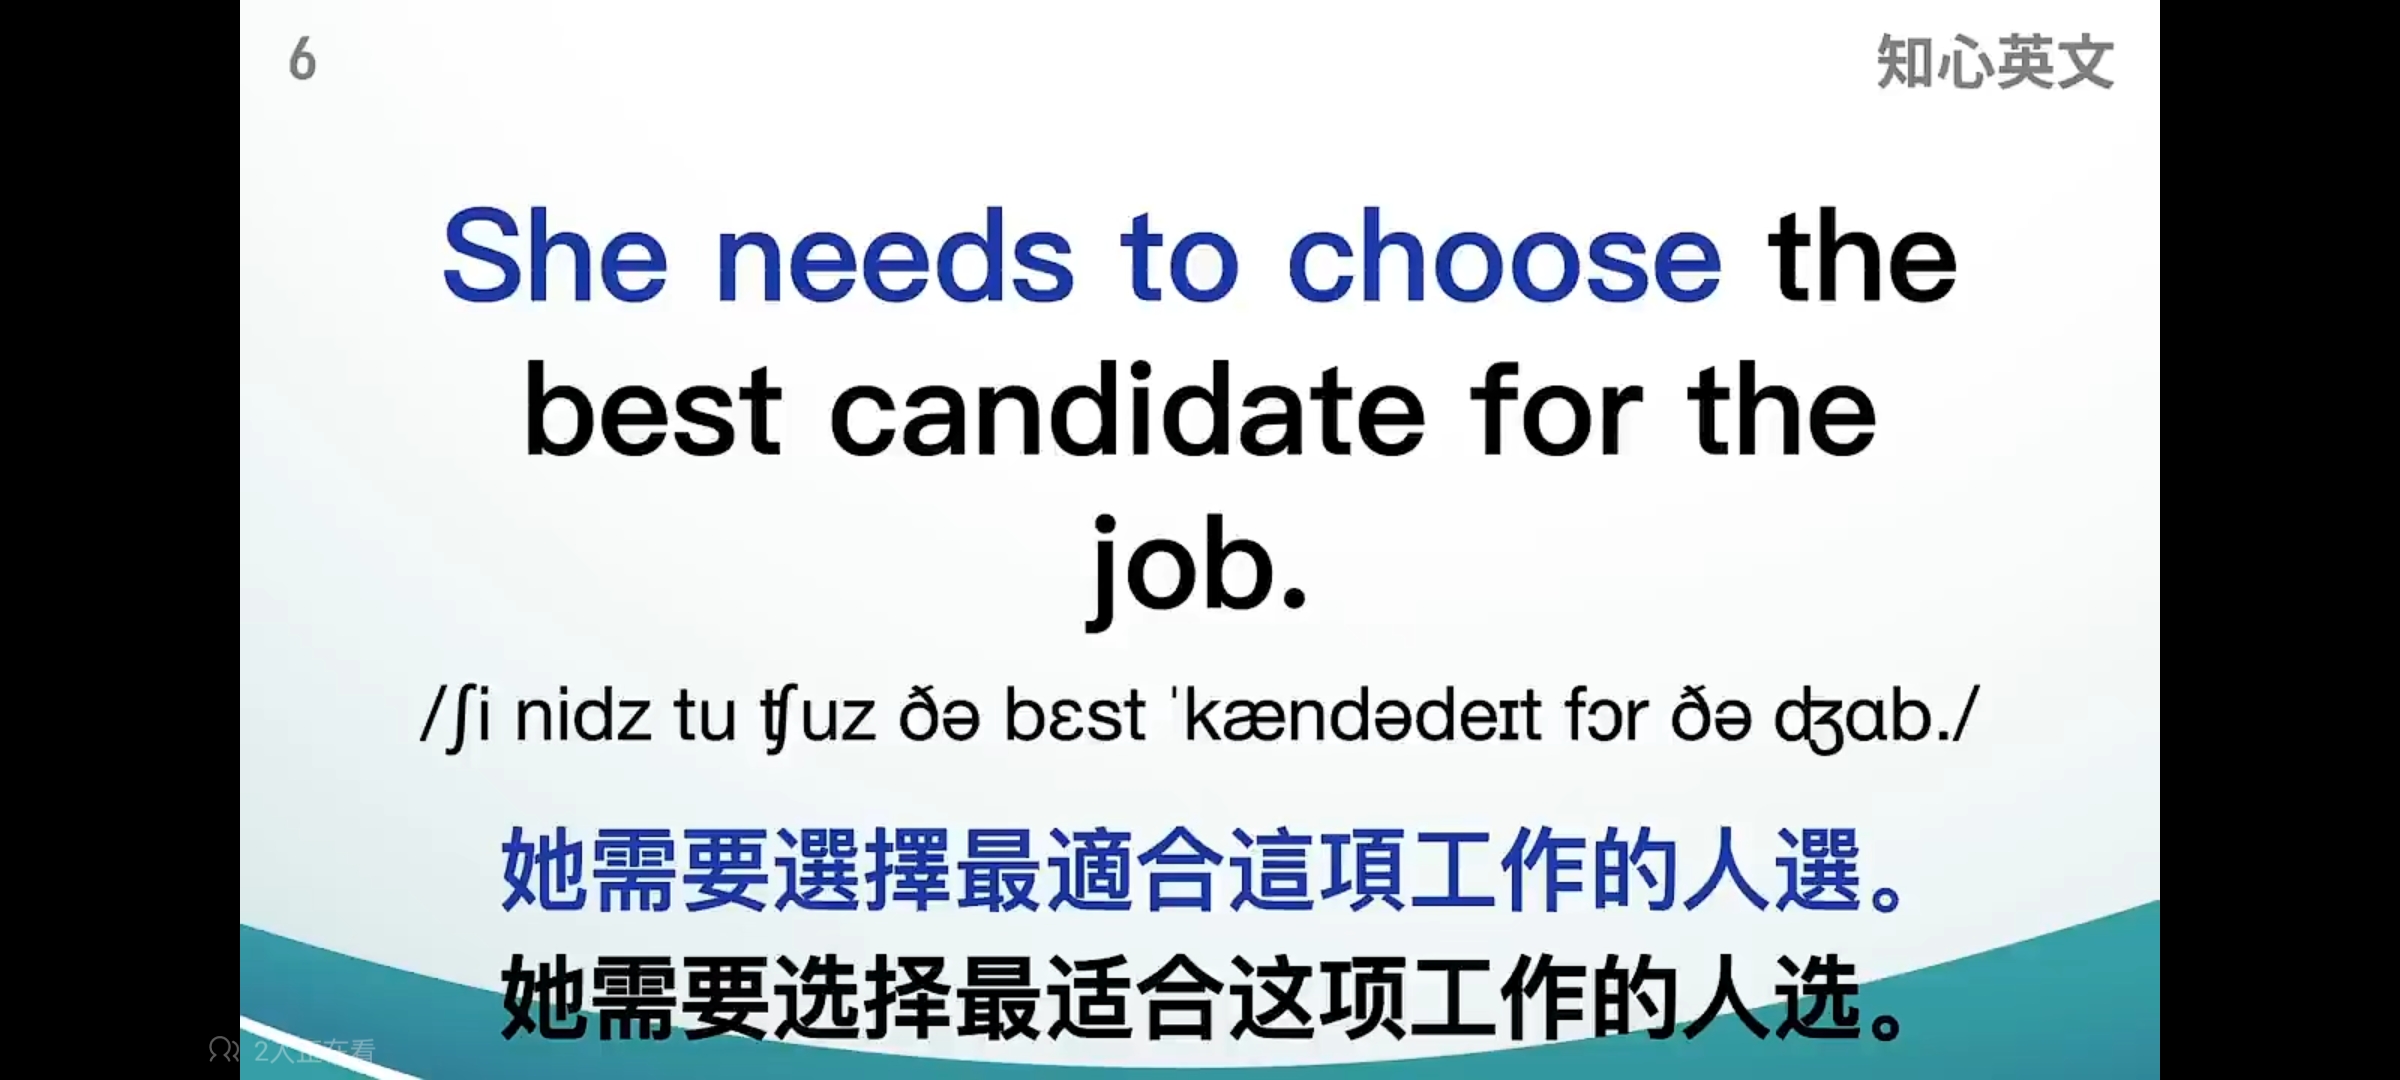 6
知心英文
She needs to choose the
best candidate for the
job.
/ʃi nidz tu ʧuz ðə bɛst ˈkændədeɪt fɔr ðə ʤɑb./
她需要選擇最適合這項工作的人選。
她需要选择最适合这项工作的人选。
2人正在看